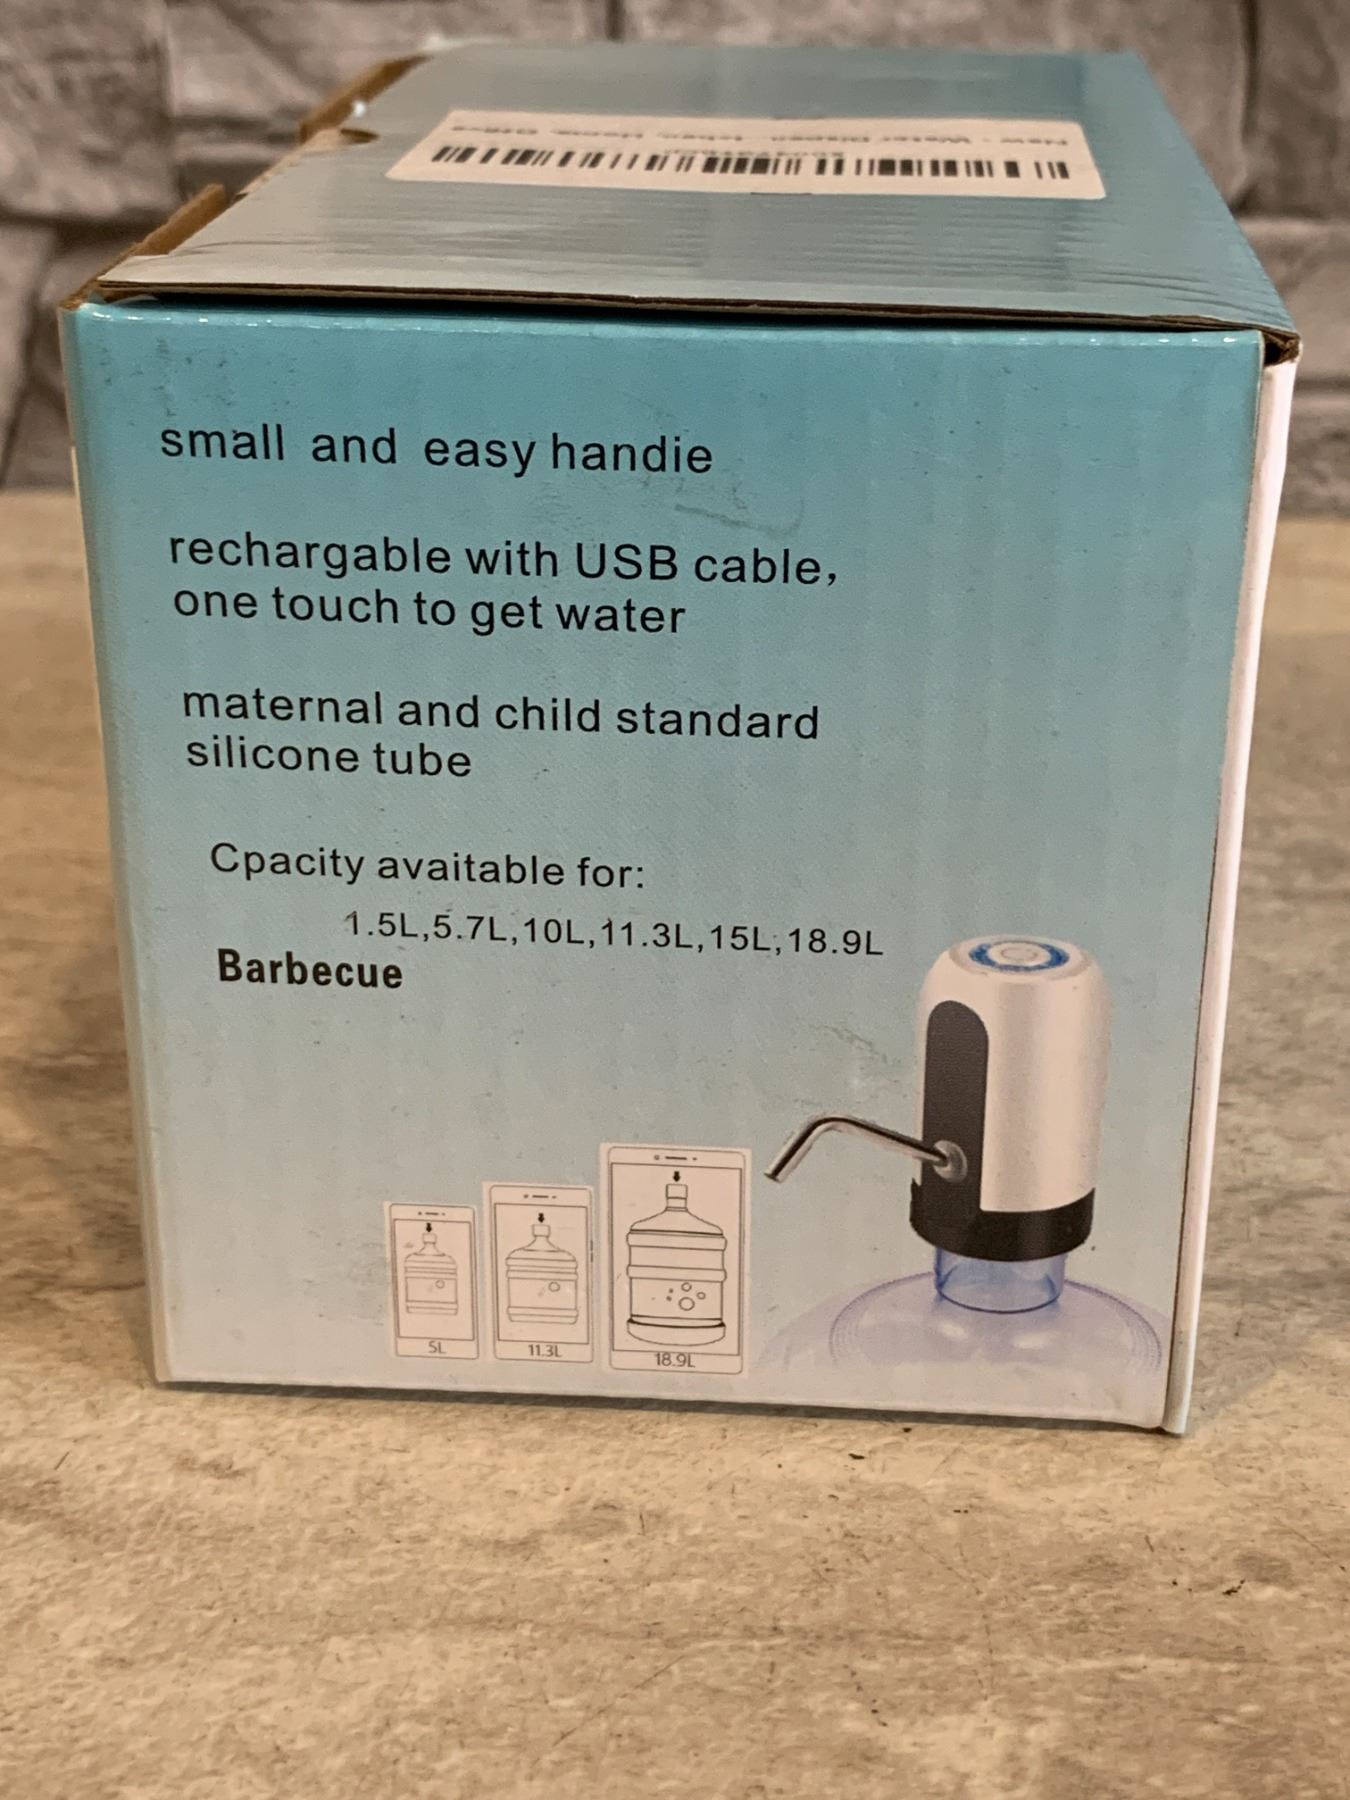 small and easy handie
rechargable with USB cable,
one touch to get water
maternal and child standard
silicone tube
Cpacity avaitable for:
1.5L,5.7L,10L,11.3L,15L,18.9L
Barbecue
5L
11.3L
18.9L